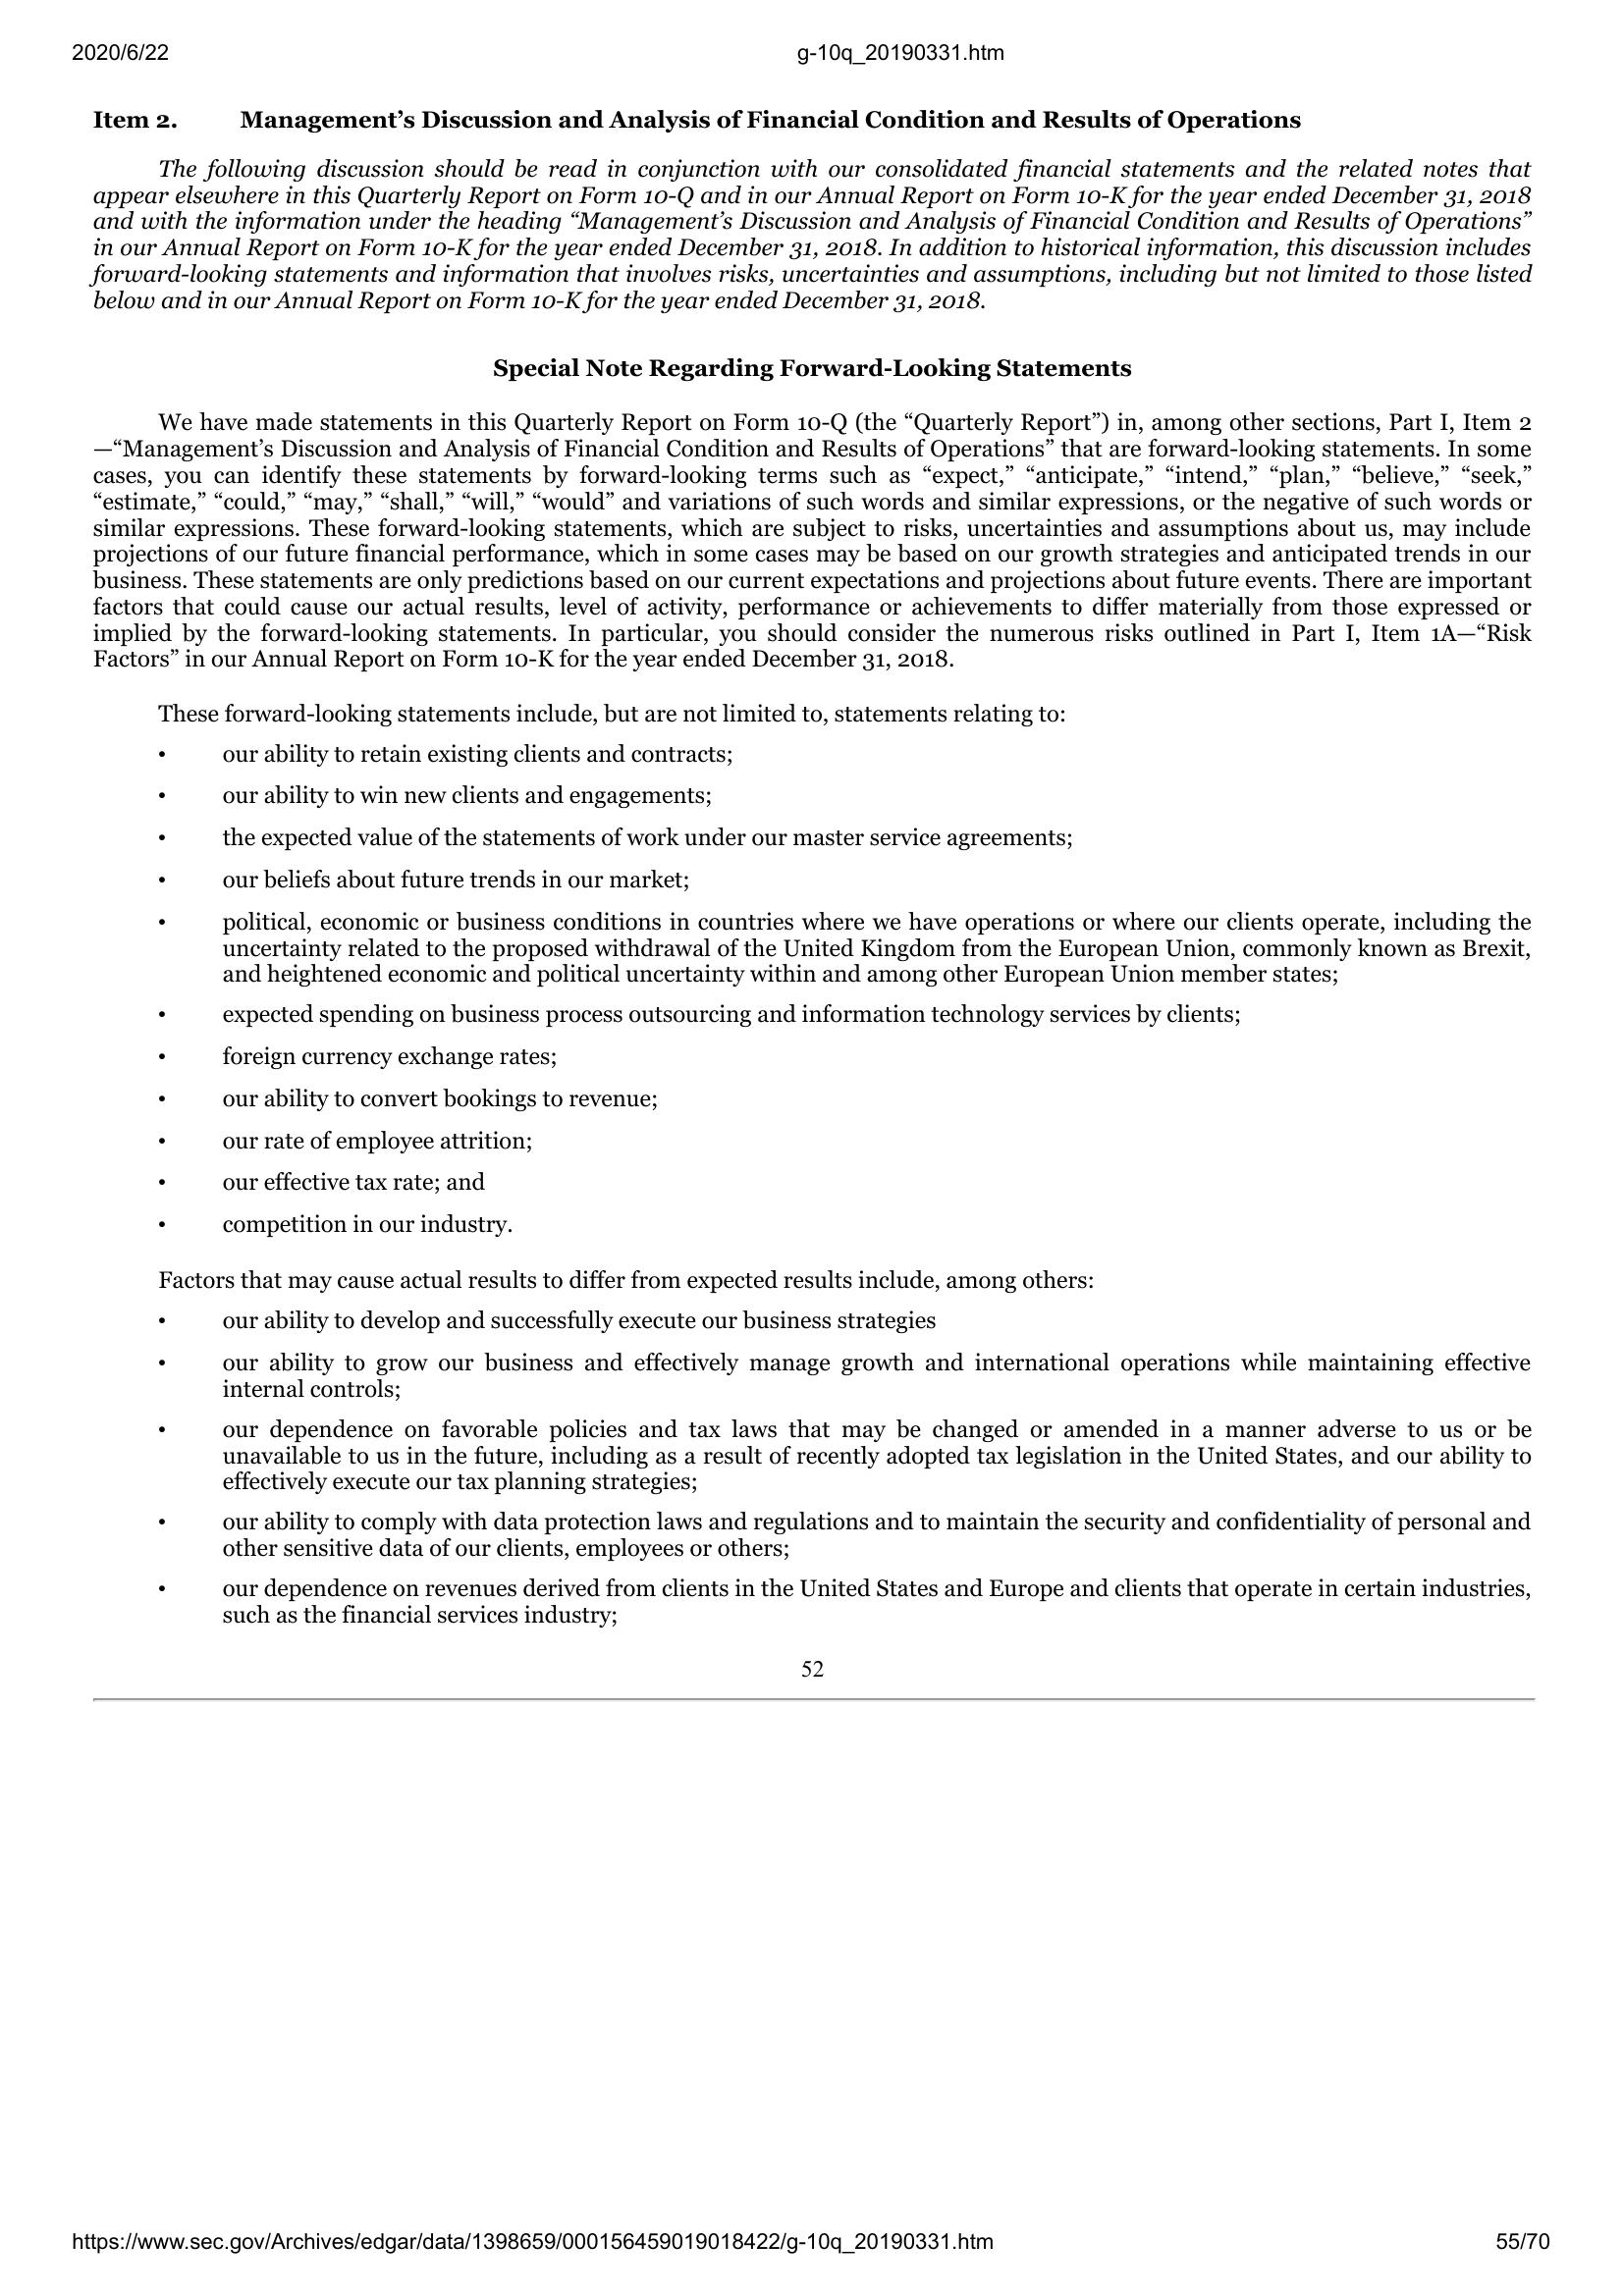 2020/6/22
g-10q_20190331.htm
Item 2. Management’s Discussion and Analysis of Financial Condition and Results of Operations
The following discussion should be read in conjunction with our consolidated financial statements and the related notes that
appear elsewhere in this Quarterly Report on Form 10-Q and in our Annual Report on Form 10-K for the year ended December 31, 2018
and with the information under the heading “Management’s Discussion and Analysis of Financial Condition and Results of Operations”
in our Annual Report on Form 10-K for the year ended December 31, 2018. In addition to historical information, this discussion includes
forward-looking statements and information that involves risks, uncertainties and assumptions, including but not limited to those listed
below and in our Annual Report on Form 10-K for the year ended December 31, 2018.
Special Note Regarding Forward-Looking Statements
We have made statements in this Quarterly Report on Form 10-Q (the “Quarterly Report”) in, among other sections, Part I, Item 2
—“Management’s Discussion and Analysis of Financial Condition and Results of Operations” that are forward-looking statements. In some
cases, you can identify these statements by forward-looking terms such as “expect,” “anticipate,” “intend,” “plan,” “believe,” “seek,”
“estimate,” “could,” “may,” “shall,” “will,” “would” and variations of such words and similar expressions, or the negative of such words or
similar expressions. These forward-looking statements, which are subject to risks, uncertainties and assumptions about us, may include
projections of our future financial performance, which in some cases may be based on our growth strategies and anticipated trends in our
business. These statements are only predictions based on our current expectations and projections about future events. There are important
factors that could cause our actual results, level of activity, performance or achievements to differ materially from those expressed or
implied by the forward-looking statements. In particular, you should consider the numerous risks outlined in Part I, Item 1A—“Risk
Factors” in our Annual Report on Form 10-K for the year ended December 31, 2018.
These forward-looking statements include, but are not limited to, statements relating to:
• our ability to retain existing clients and contracts;
• our ability to win new clients and engagements;
• the expected value of the statements of work under our master service agreements;
• our beliefs about future trends in our market;
• political, economic or business conditions in countries where we have operations or where our clients operate, including the
uncertainty related to the proposed withdrawal of the United Kingdom from the European Union, commonly known as Brexit,
and heightened economic and political uncertainty within and among other European Union member states;
• expected spending on business process outsourcing and information technology services by clients;
• foreign currency exchange rates;
• our ability to convert bookings to revenue;
• our rate of employee attrition;
• our effective tax rate; and
• competition in our industry.
Factors that may cause actual results to differ from expected results include, among others:
• our ability to develop and successfully execute our business strategies
• our ability to grow our business and effectively manage growth and international operations while maintaining effective
internal controls;
• our dependence on favorable policies and tax laws that may be changed or amended in a manner adverse to us or be
unavailable to us in the future, including as a result of recently adopted tax legislation in the United States, and our ability to
effectively execute our tax planning strategies;
• our ability to comply with data protection laws and regulations and to maintain the security and confidentiality of personal and
other sensitive data of our clients, employees or others;
• our dependence on revenues derived from clients in the United States and Europe and clients that operate in certain industries,
such as the financial services industry;
52
https://www.sec.gov/Archives/edgar/data/1398659/000156459019018422/g-10q_20190331.htm
55/70